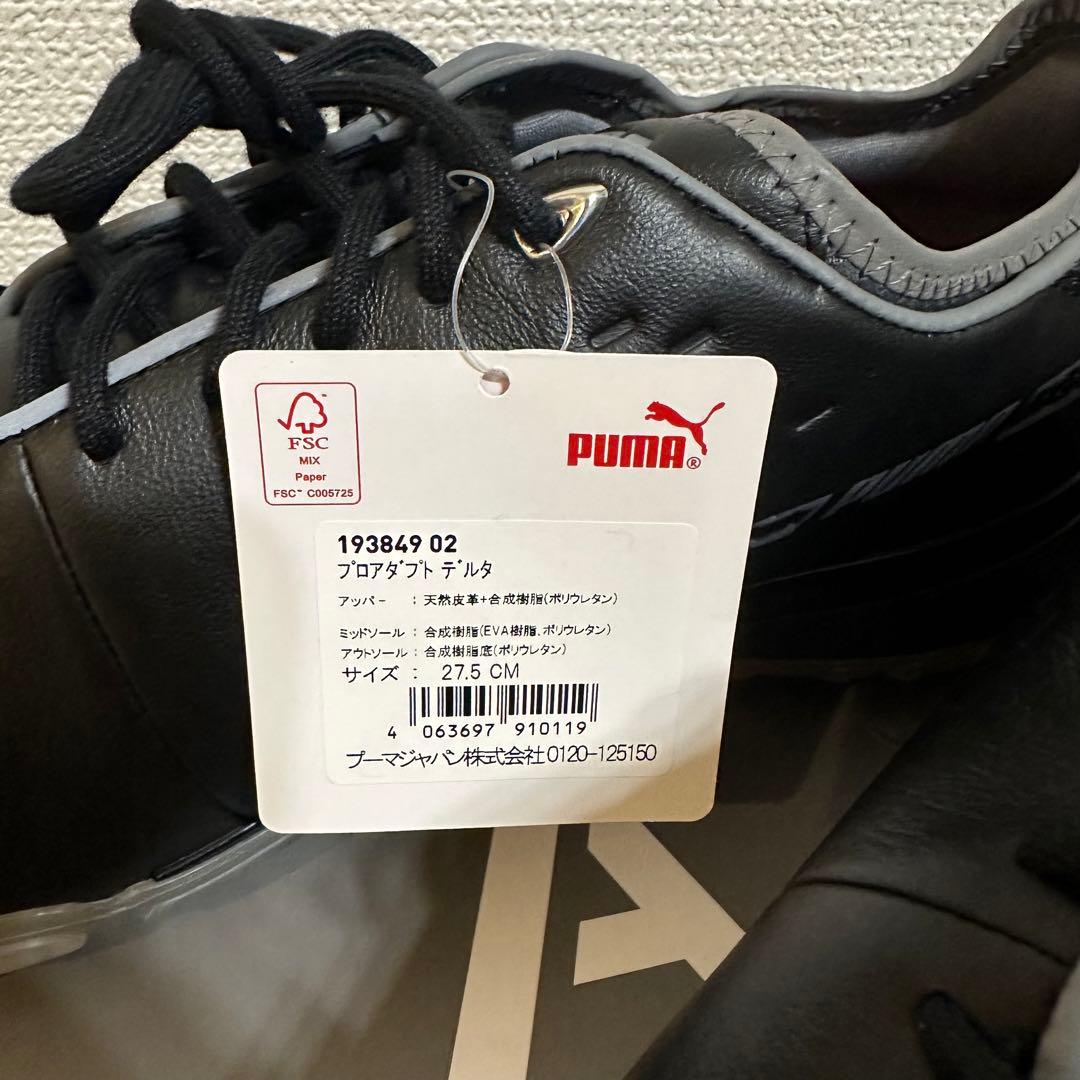 FSC
MIX
Paper
FSC™ C005725
PUMA®
193849 02
プロアダプト デルタ
アッパー : 天然皮革+合成樹脂(ポリウレタン)
ミッドソール : 合成樹脂(EVA樹脂、ポリウレタン)
アウトソール : 合成樹脂底(ポリウレタン)
サイズ : 27.5 CM
4 063697 910119
プーマジャパン株式会社 0120-125150